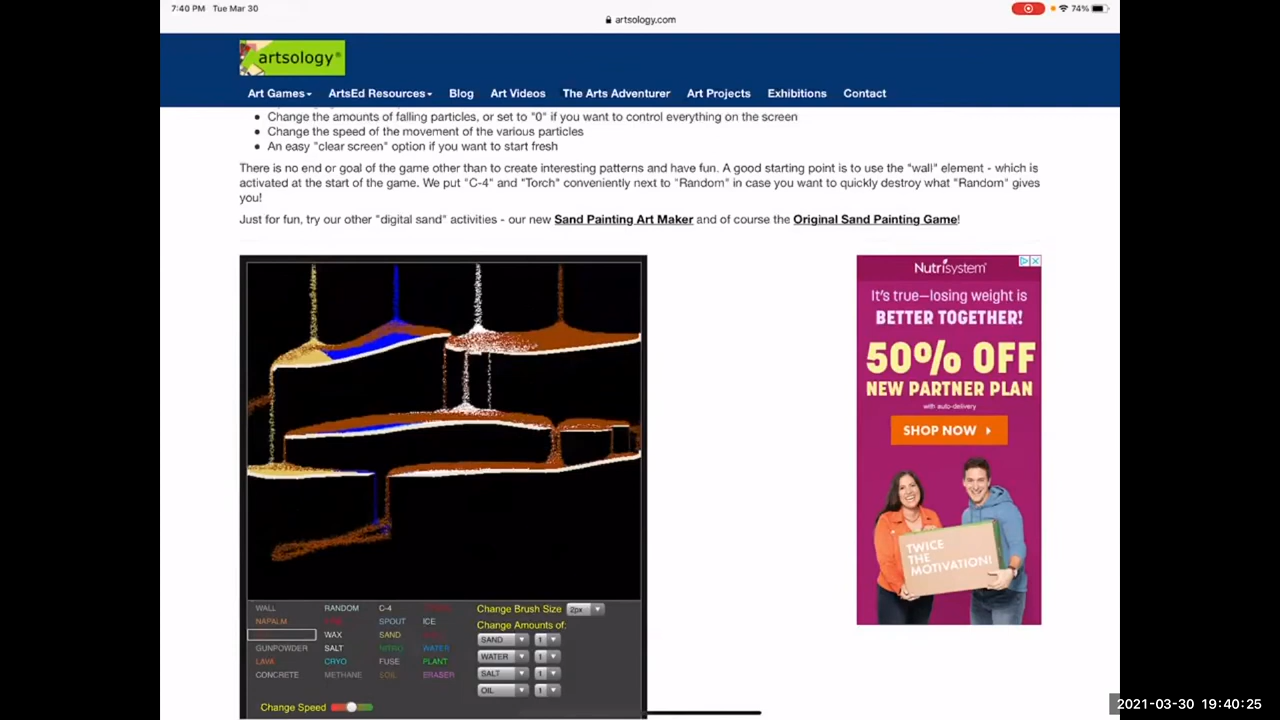 7:40 PM Tue Mar 30
74%
artsology.com
artsology®
Art Games ArtsEd Resources Blog Art Videos The Arts Adventurer Art Projects Exhibitions Contact
Change the amounts of falling particles, or set to "0" if you want to control everything on the screen
Change the speed of the movement of the various particles
An easy "clear screen" option if you want to start fresh
There is no end or goal of the game other than to create interesting patterns and have fun. A good starting point is to use the "wall" element - which is
activated at the start of the game. We put "C-4" and "Torch" conveniently next to "Random" in case you want to quickly destroy what "Random" gives
you!
Just for fun, try our other "digital sand" activities - our new Sand Painting Art Maker and of course the Original Sand Painting Game!
Nutrisystem®
It's true–losing weight is
BETTER TOGETHER!
50% OFF
NEW PARTNER PLAN
with auto-delivery
SHOP NOW
TWICE
THE
MOTIVATION!
WALL RANDOM C-4
NAPALM SPOUT ICE
WAX SAND
GUNPOWDER SALT NITRO WATER
LAVA CRYO FUSE PLANT
CONCRETE METHANE SOIL ERASER
Change Brush Size 2px
Change Amounts of:
SAND 1
WATER 1
SALT 1
OIL 1
Change Speed
2021-03-30 19:40:25